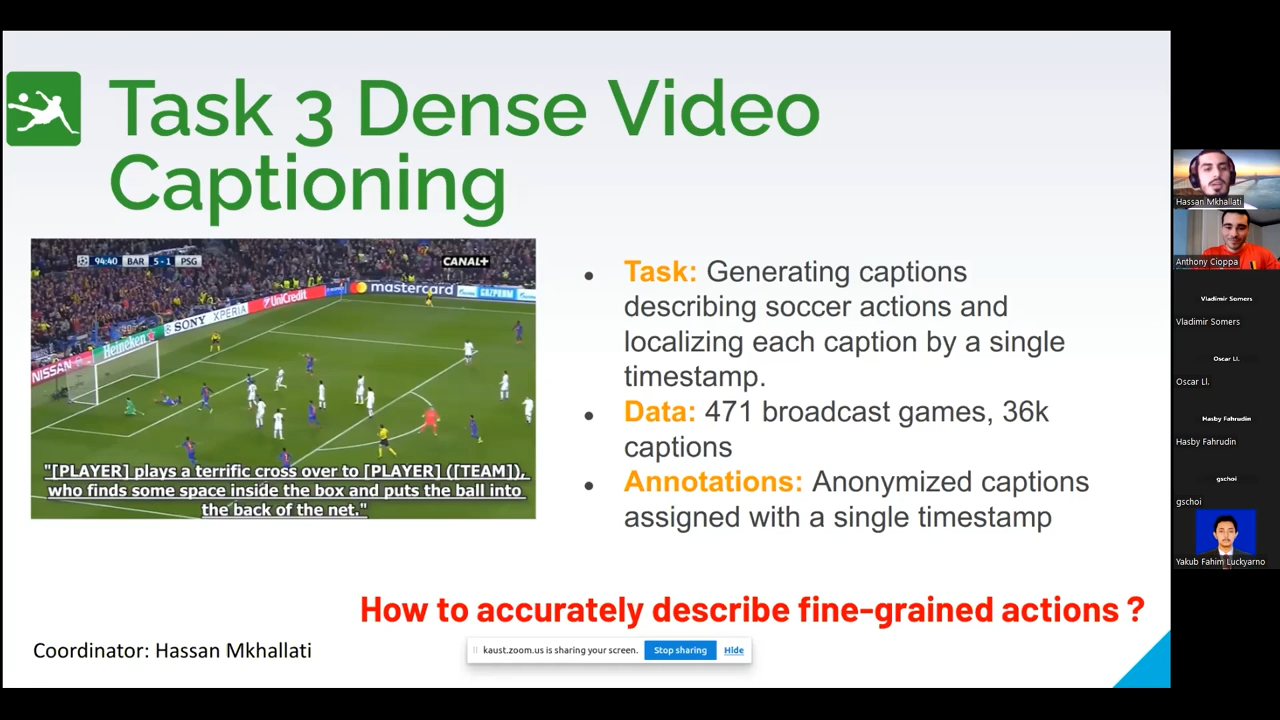 Task 3 Dense Video
Captioning
94:40 BAR 5-1 PSG
CANAL+
mastercard
GAZPROM
UniCredit
SONY XPERIA
Heineken
NISSAN
"[PLAYER] plays a terrific cross over to [PLAYER] ([TEAM]),
who finds some space inside the box and puts the ball into
the back of the net."
• Task: Generating captions
describing soccer actions and
localizing each caption by a single
timestamp.
• Data: 471 broadcast games, 36k
captions
• Annotations: Anonymized captions
assigned with a single timestamp
How to accurately describe fine-grained actions ?
Coordinator: Hassan Mkhallati
kaust.zoom.us is sharing your screen. Stop sharing Hide
Hassan Mkhallati
Anthony Cioppa
Vladimir Somers
Vladimir Somers
Oscar Ll.
Oscar Ll.
Hasby Fahrudin
Hasby Fahrudin
gschoi
gschoi
Yakub Fahim Luckyarno